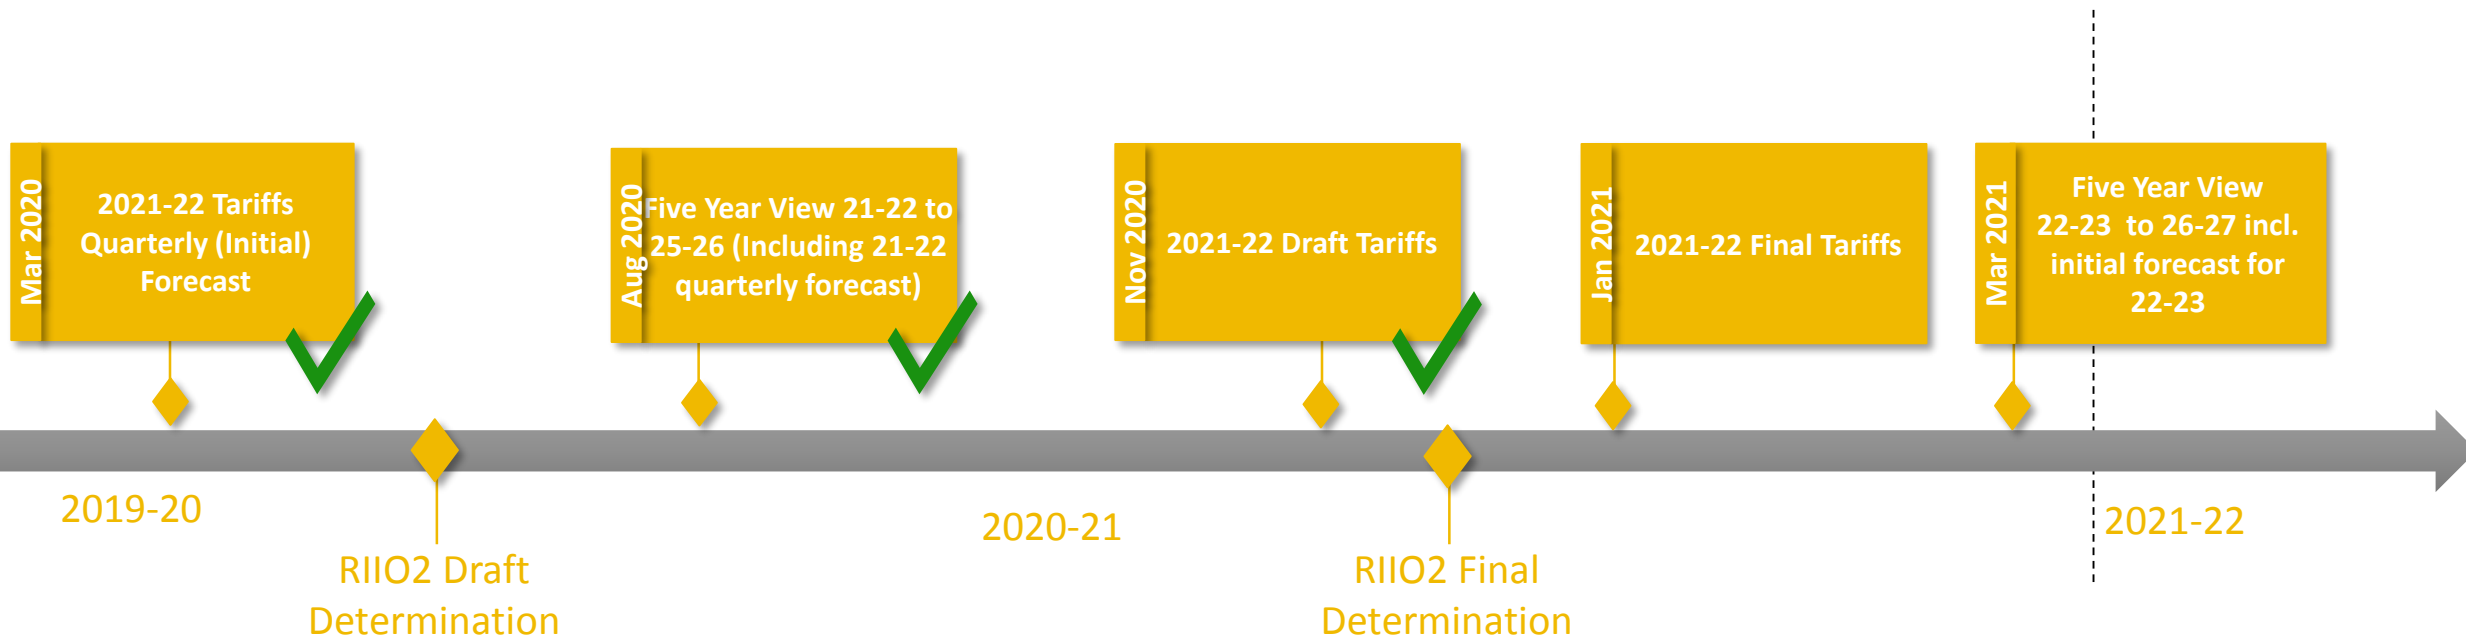 Mar 2020
2021-22 Tariffs
Quarterly (Initial)
Forecast
Aug 2020
Five Year View 21-22 to
25-26 (Including 21-22
quarterly forecast)
Nov 2020
2021-22 Draft Tariffs
Jan 2021
2021-22 Final Tariffs
Mar 2021
Five Year View
22-23 to 26-27 incl.
initial forecast for
22-23
2019-20
2020-21
2021-22
RIIO2 Draft
Determination
RIIO2 Final
Determination